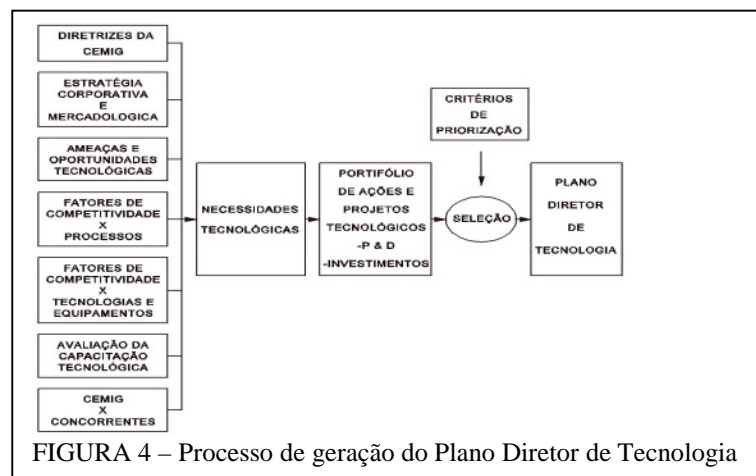 DIRETRIZES DA
CEMIG
ESTRATÉGIA
CORPORATIVA
E
MERCADOLOGICA
AMEAÇAS E
OPORTUNIDADES
TECNOLÓGICAS
FATORES DE
COMPETITIVIDADE
X
PROCESSOS
FATORES DE
COMPETITIVIDADE
X
TECNOLOGIAS E
EQUIPAMENTOS
AVALIAÇÃO DA
CAPACITAÇÃO
TECNOLÓGICA
CEMIG
X
CONCORRENTES
NECESSIDADES
TECNOLÓGICAS
PORTIFÓLIO
DE AÇÕES E
PROJETOS
TECNOLÓGICOS
-P & D
-INVESTIMENTOS
CRITÉRIOS
DE
PRIORIZAÇÃO
SELEÇÃO
PLANO
DIRETOR
DE
TECNOLOGIA
FIGURA 4 – Processo de geração do Plano Diretor de Tecnologia